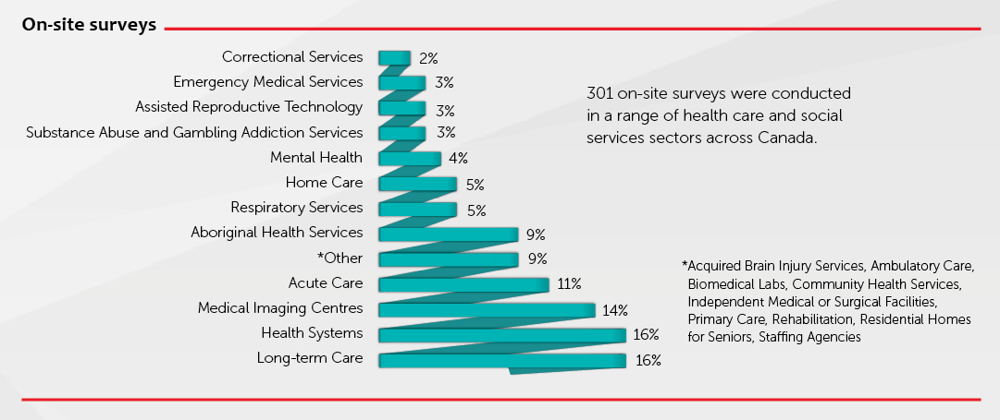 On-site surveys
Correctional Services 2%
Emergency Medical Services 3%
Assisted Reproductive Technology 3%
Substance Abuse and Gambling Addiction Services 3%
Mental Health 4%
Home Care 5%
Respiratory Services 5%
Aboriginal Health Services 9%
*Other 9%
Acute Care 11%
Medical Imaging Centres 14%
Health Systems 16%
Long-term Care 16%
301 on-site surveys were conducted
in a range of health care and social
services sectors across Canada.
*Acquired Brain Injury Services, Ambulatory Care,
Biomedical Labs, Community Health Services,
Independent Medical or Surgical Facilities,
Primary Care, Rehabilitation, Residential Homes
for Seniors, Staffing Agencies